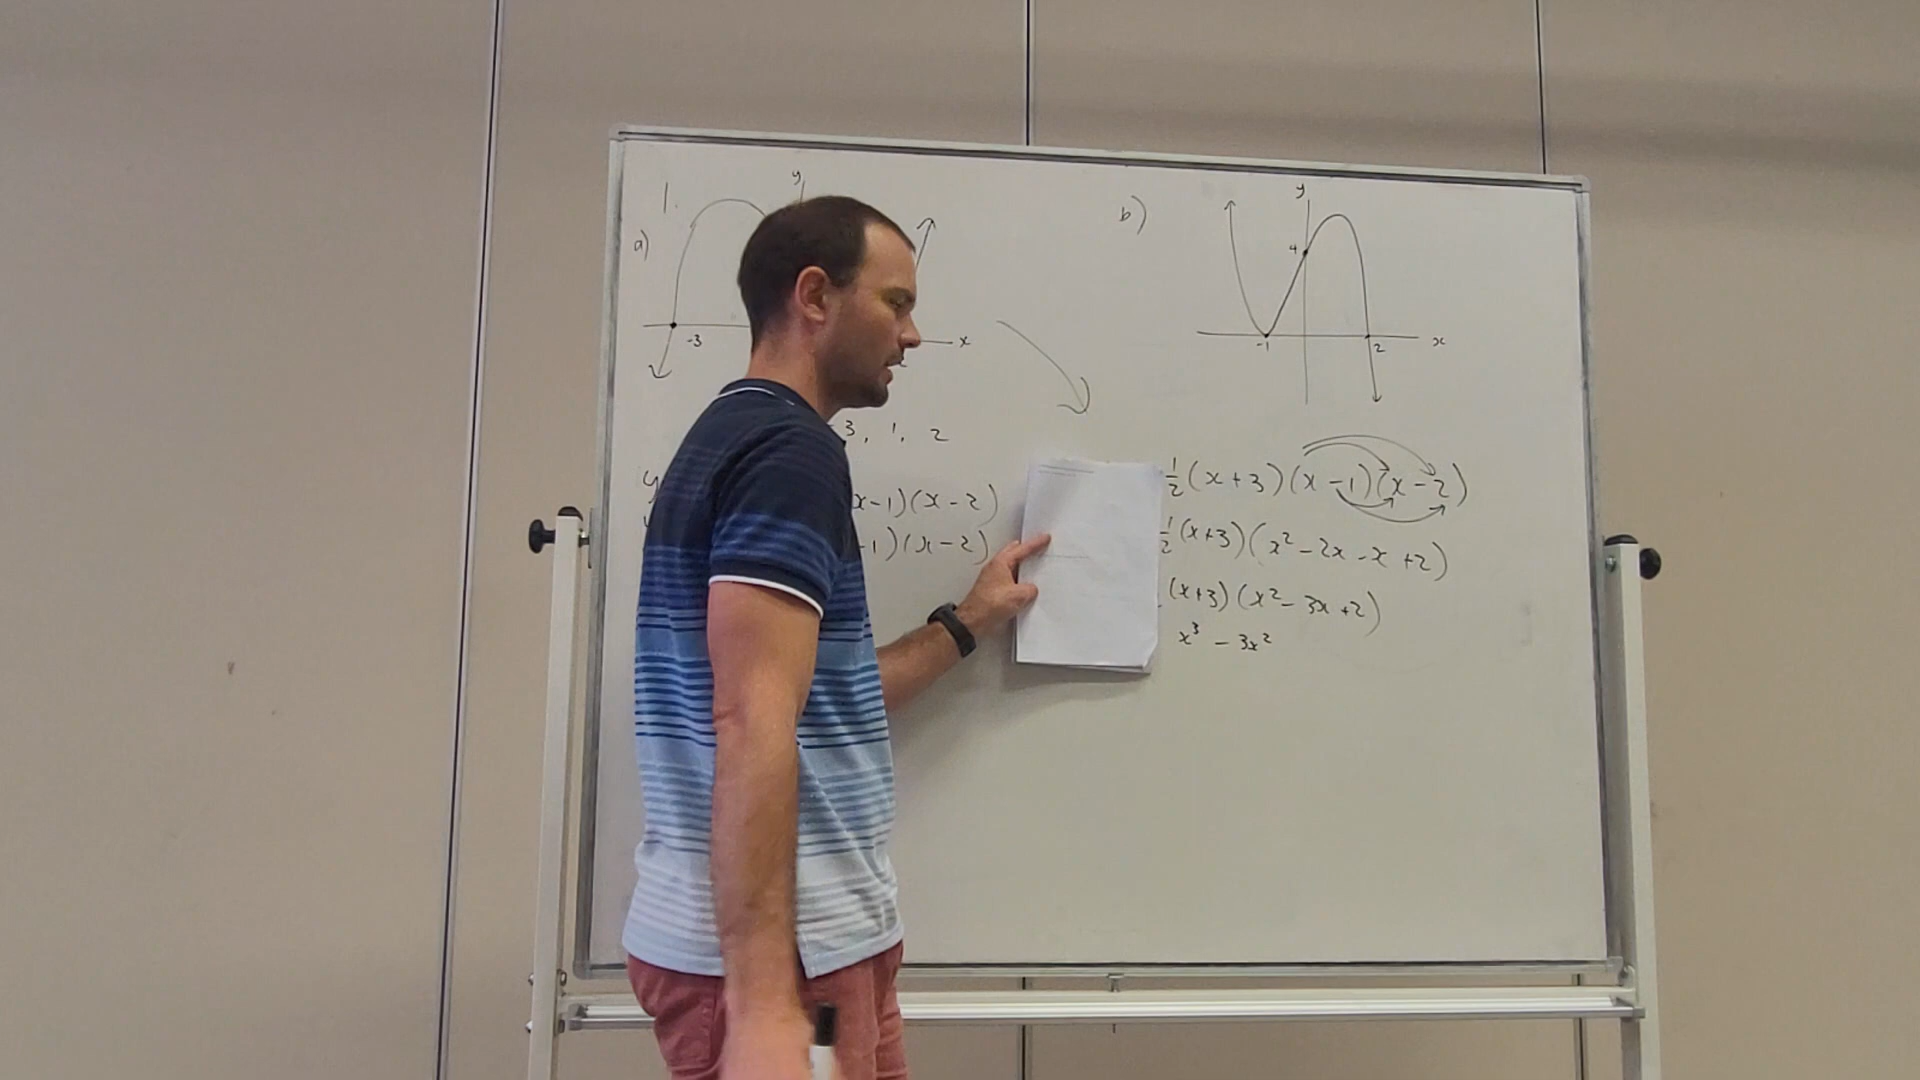 1.
a)
y
-3
x
3, 1, 2
y
x-1)(x-2)
-1)(x-2)
b)
y
4
-1
2
x
1/2(x+3)(x-1)(x-2)
1/2(x+3)(x²-2x-x+2)
(x+3)(x²-3x+2)
x³ - 3x²